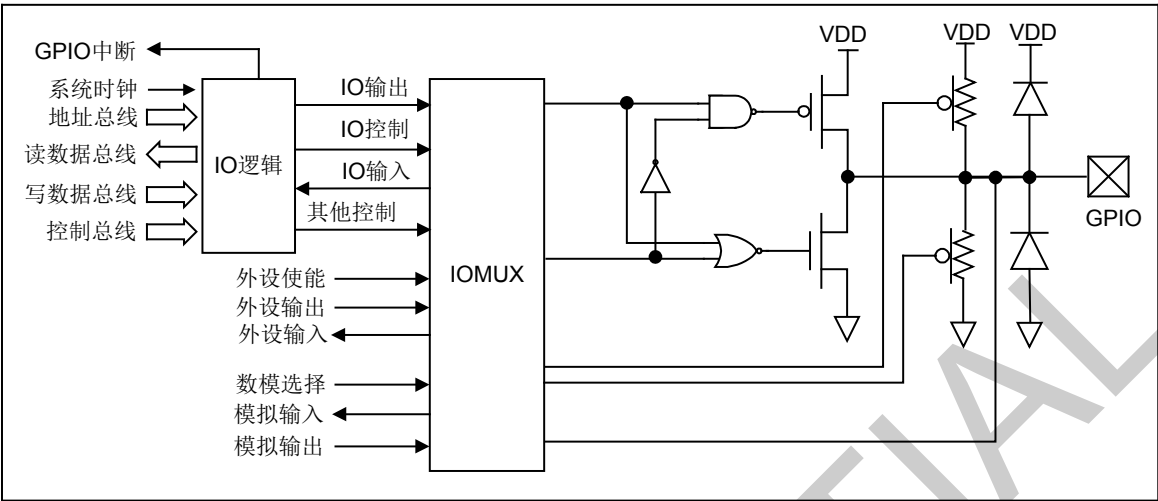 GPIO中断
系统时钟
地址总线
读数据总线
写数据总线
控制总线
IO逻辑
IO输出
IO控制
IO输入
其他控制
外设使能
外设输出
外设输入
数模选择
模拟输入
模拟输出
IOMUX
VDD
VDD
VDD
GPIO
TIAL